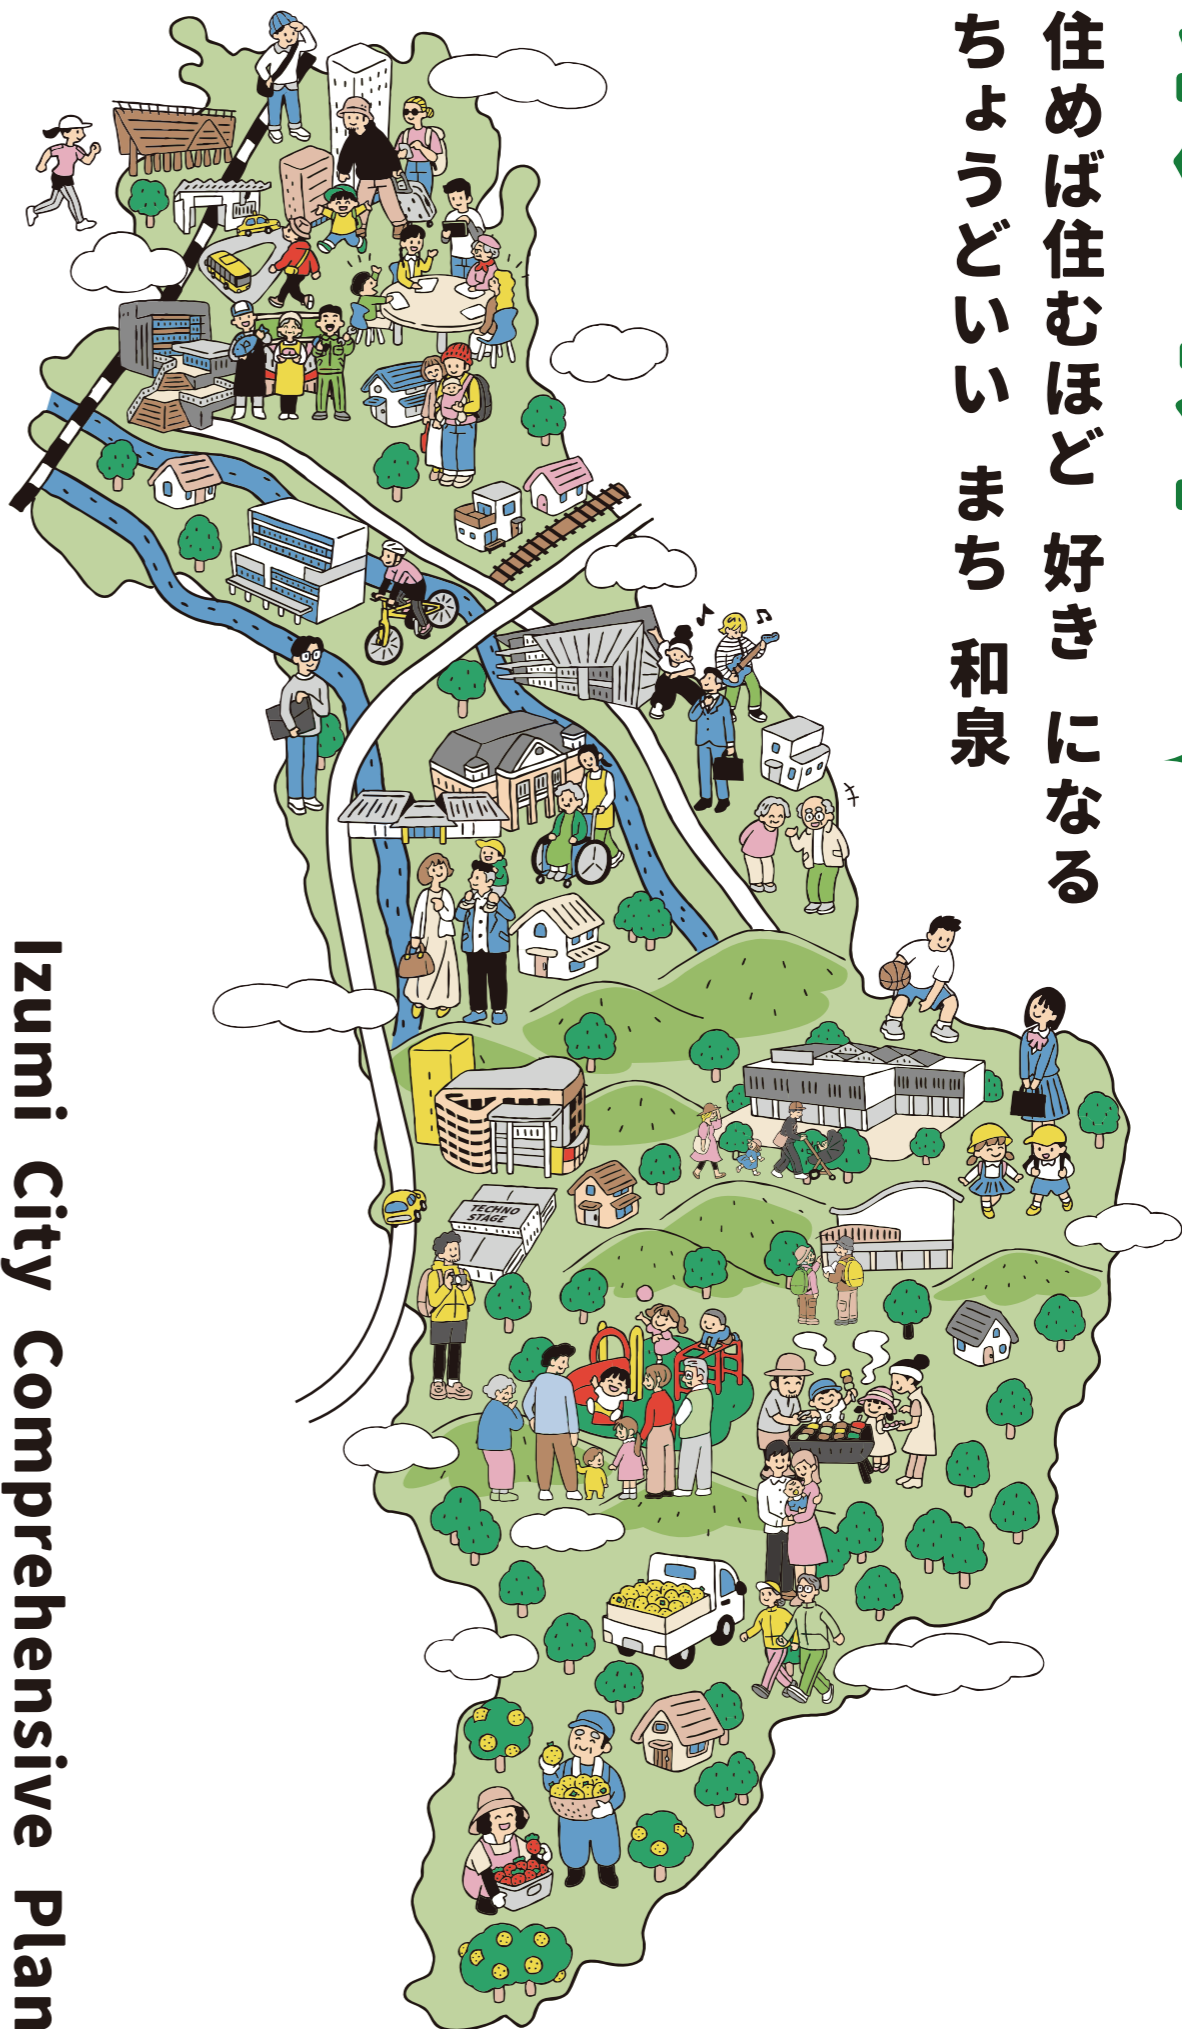 住めば住むほど 好き になる
ちょうどいい まち 和泉
Izumi City Comprehensive Plan
TECHNO
STAGE